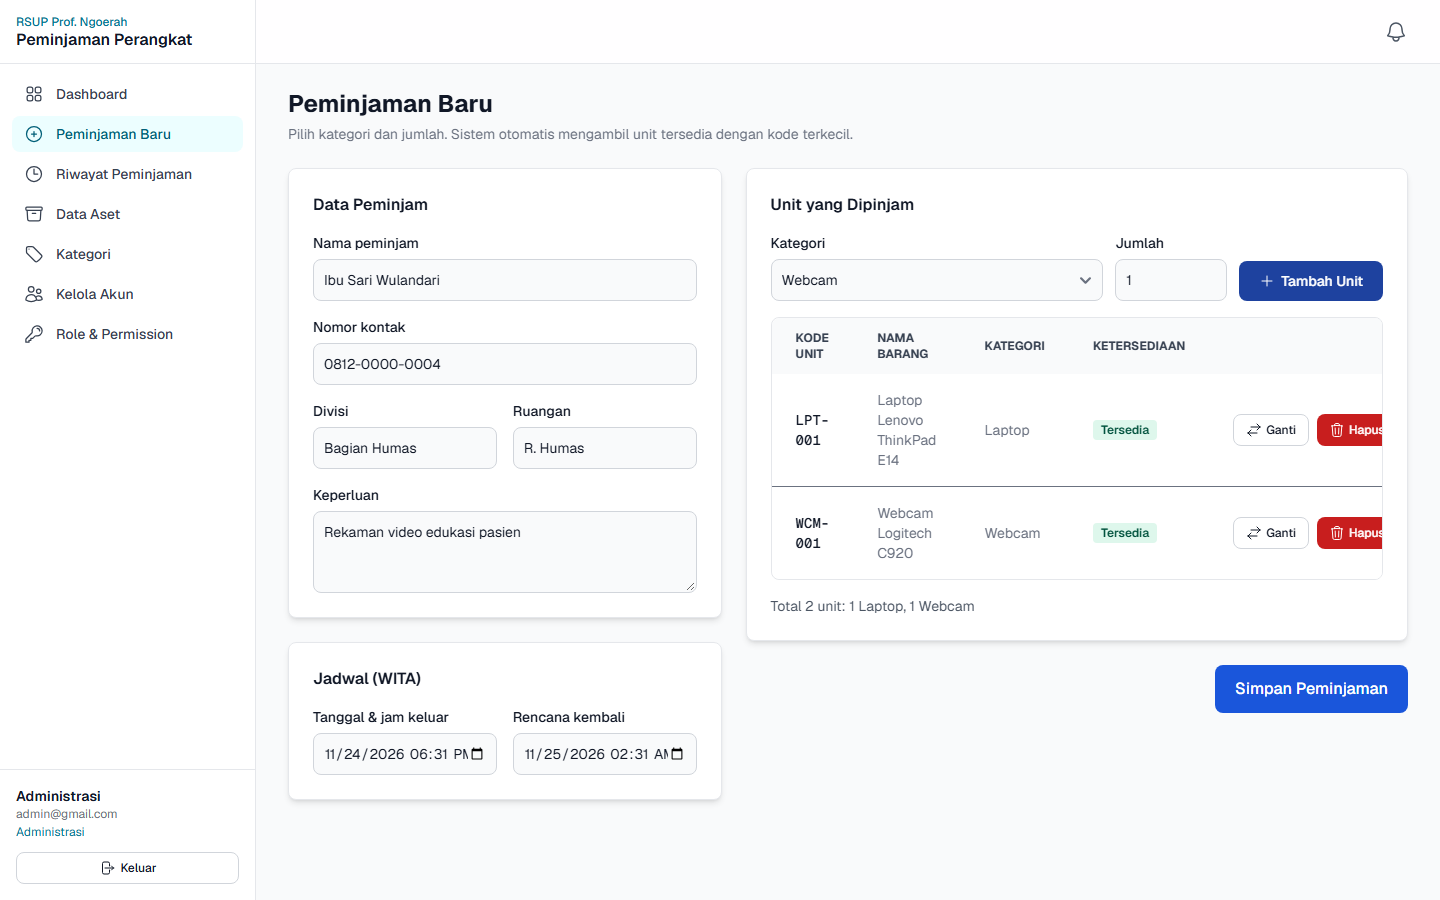 RSUP Prof. Ngoerah
Peminjaman Perangkat
Dashboard
Peminjaman Baru
Riwayat Peminjaman
Data Aset
Kategori
Kelola Akun
Role & Permission
Administrasi
admin@gmail.com
Administrasi
Keluar
Peminjaman Baru
Pilih kategori dan jumlah. Sistem otomatis mengambil unit tersedia dengan kode terkecil.
Data Peminjam
Nama peminjam
Ibu Sari Wulandari
Nomor kontak
0812-0000-0004
Divisi Ruangan
Bagian Humas R. Humas
Keperluan
Rekaman video edukasi pasien
Jadwal (WITA)
Tanggal & jam keluar Rencana kembali
11/24/2026 06:31 PM 11/25/2026 02:31 AM
Unit yang Dipinjam
Kategori Jumlah
Webcam 1 Tambah Unit
KODE UNIT NAMA BARANG KATEGORI KETERSEDIAAN
LPT-001 Laptop Lenovo ThinkPad E14 Laptop Tersedia Ganti Hapus
WCM-001 Webcam Logitech C920 Webcam Tersedia Ganti Hapus
Total 2 unit: 1 Laptop, 1 Webcam
Simpan Peminjaman